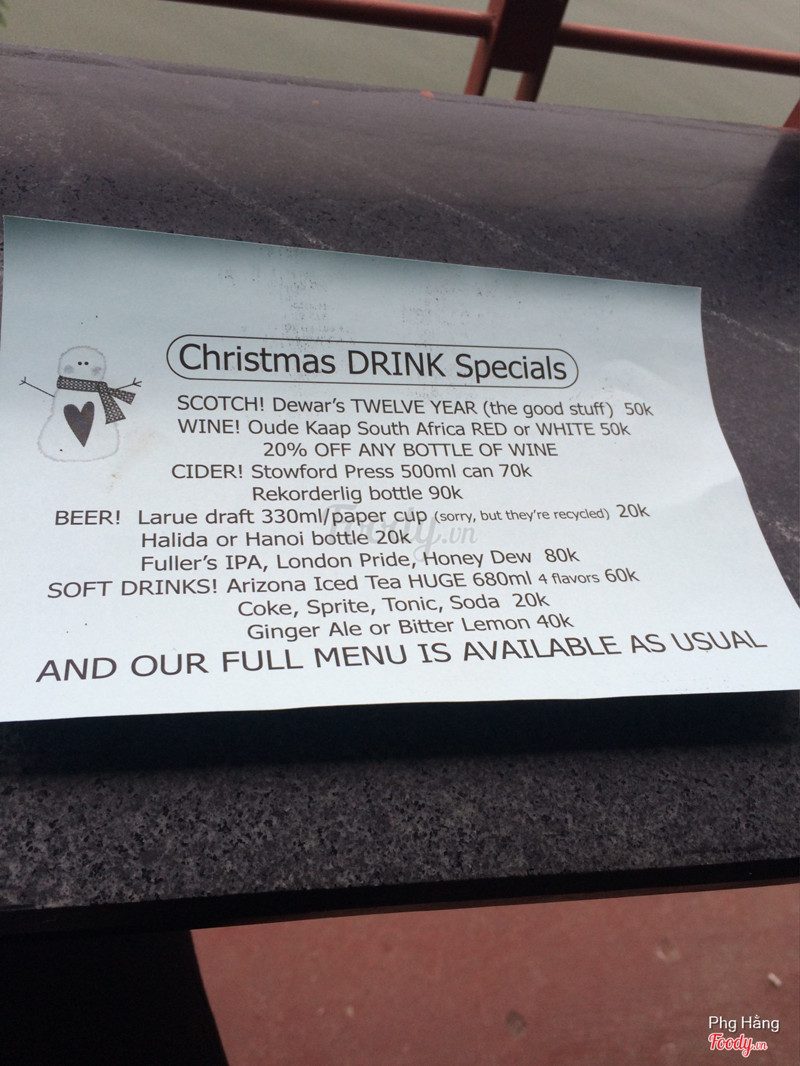 Christmas DRINK Specials
SCOTCH! Dewar's TWELVE YEAR (the good stuff) 50k
WINE! Oude Kaap South Africa RED or WHITE 50k
20% OFF ANY BOTTLE OF WINE
CIDER! Stowford Press 500ml can 70k
Rekorderlig bottle 90k
BEER! Larue draft 330ml/paper cup (sorry, but they're recycled) 20k
Halida or Hanoi bottle 20k
Fuller's IPA, London Pride, Honey Dew 80k
SOFT DRINKS! Arizona Iced Tea HUGE 680ml 4 flavors 60k
Coke, Sprite, Tonic, Soda 20k
Ginger Ale or Bitter Lemon 40k
AND OUR FULL MENU IS AVAILABLE AS USUAL
Foody.vn
Phg Hằng
Foody.vn